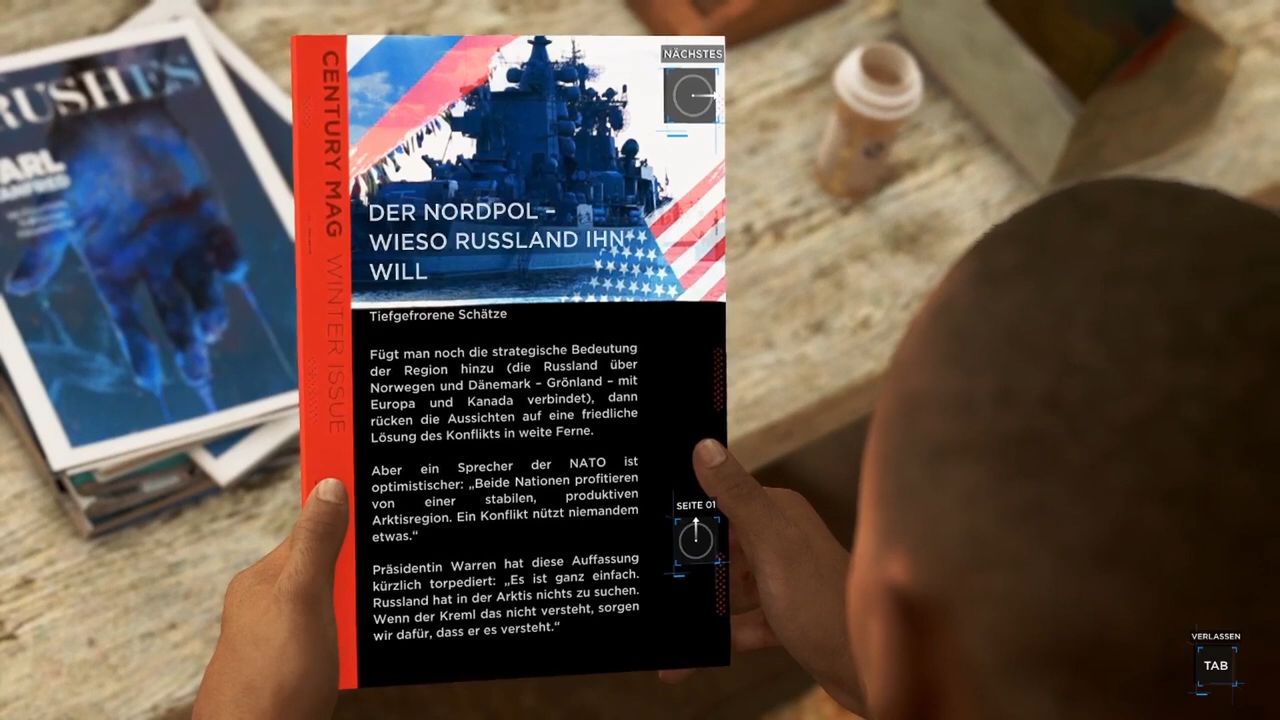 RUSHES
CENTURY MAG WINTER ISSUE
NÄCHSTES
DER NORDPOL –
WIESO RUSSLAND IHN
WILL
Tiefgefrorene Schätze
Fügt man noch die strategische Bedeutung
der Region hinzu (die Russland über
Norwegen und Dänemark – Grönland – mit
Europa und Kanada verbindet), dann
rücken die Aussichten auf eine friedliche
Lösung des Konflikts in weite Ferne.
Aber ein Sprecher der NATO ist
optimistischer: „Beide Nationen profitieren
von einer stabilen, produktiven
Arktisregion. Ein Konflikt nützt niemandem
etwas.“
Präsidentin Warren hat diese Auffassung
kürzlich torpediert: „Es ist ganz einfach.
Russland hat in der Arktis nichts zu suchen.
Wenn der Kreml das nicht versteht, sorgen
wir dafür, dass er es versteht.“
SEITE 01
VERLASSEN
TAB